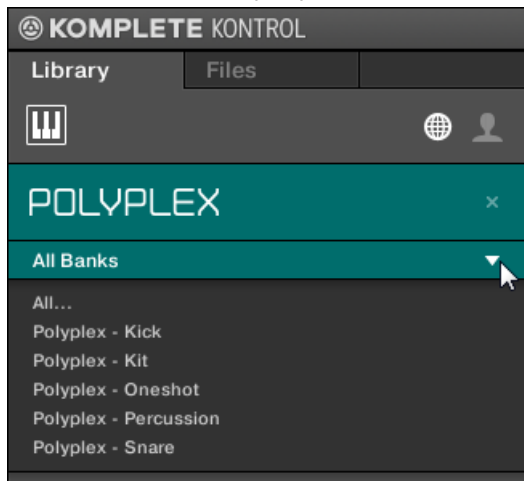 KOMPLETE KONTROL
Library Files
POLYPLEX ×
All Banks
All...
Polyplex - Kick
Polyplex - Kit
Polyplex - Oneshot
Polyplex - Percussion
Polyplex - Snare